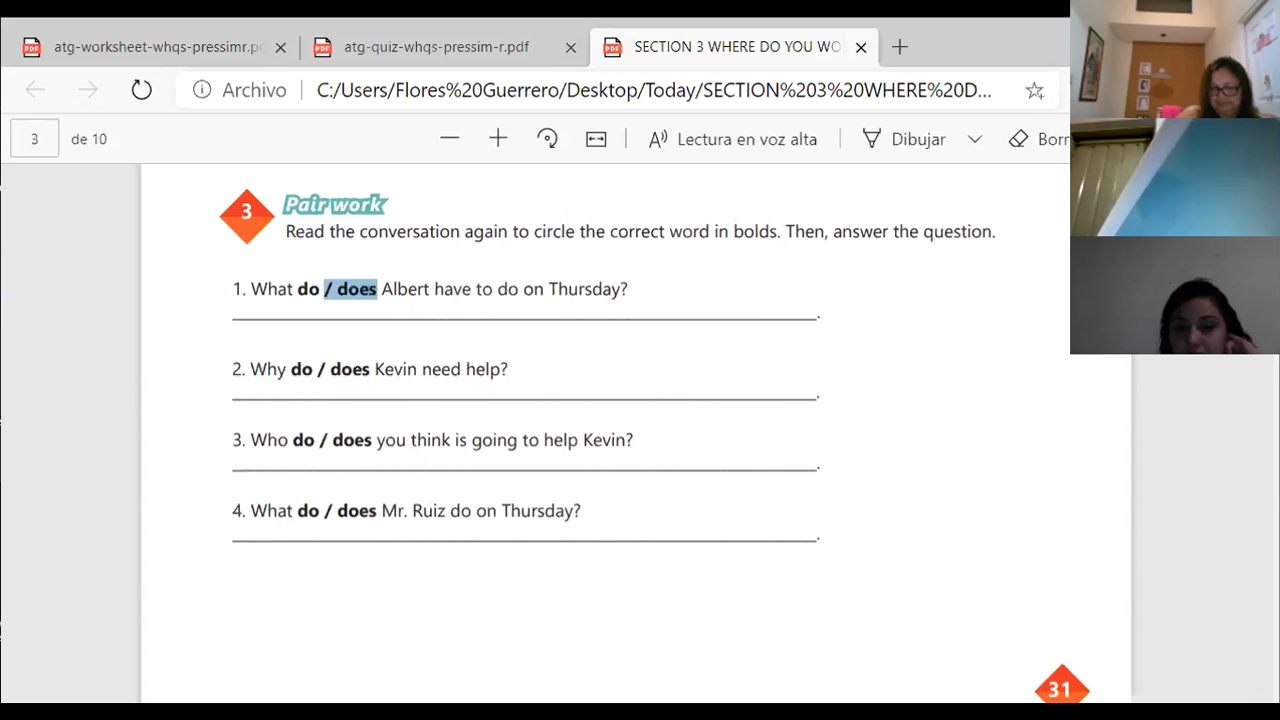 atg-worksheet-whqs-pressimr.p
atg-quiz-whqs-pressim-r.pdf
SECTION 3 WHERE DO YOU WO
Archivo
C:/Users/Flores%20Guerrero/Desktop/Today/SECTION%203%20WHERE%20D...
3 de 10
Lectura en voz alta
Dibujar
Borr
3 Pair work
Read the conversation again to circle the correct word in bolds. Then, answer the question.
1. What do / does Albert have to do on Thursday?
2. Why do / does Kevin need help?
3. Who do / does you think is going to help Kevin?
4. What do / does Mr. Ruiz do on Thursday?
31